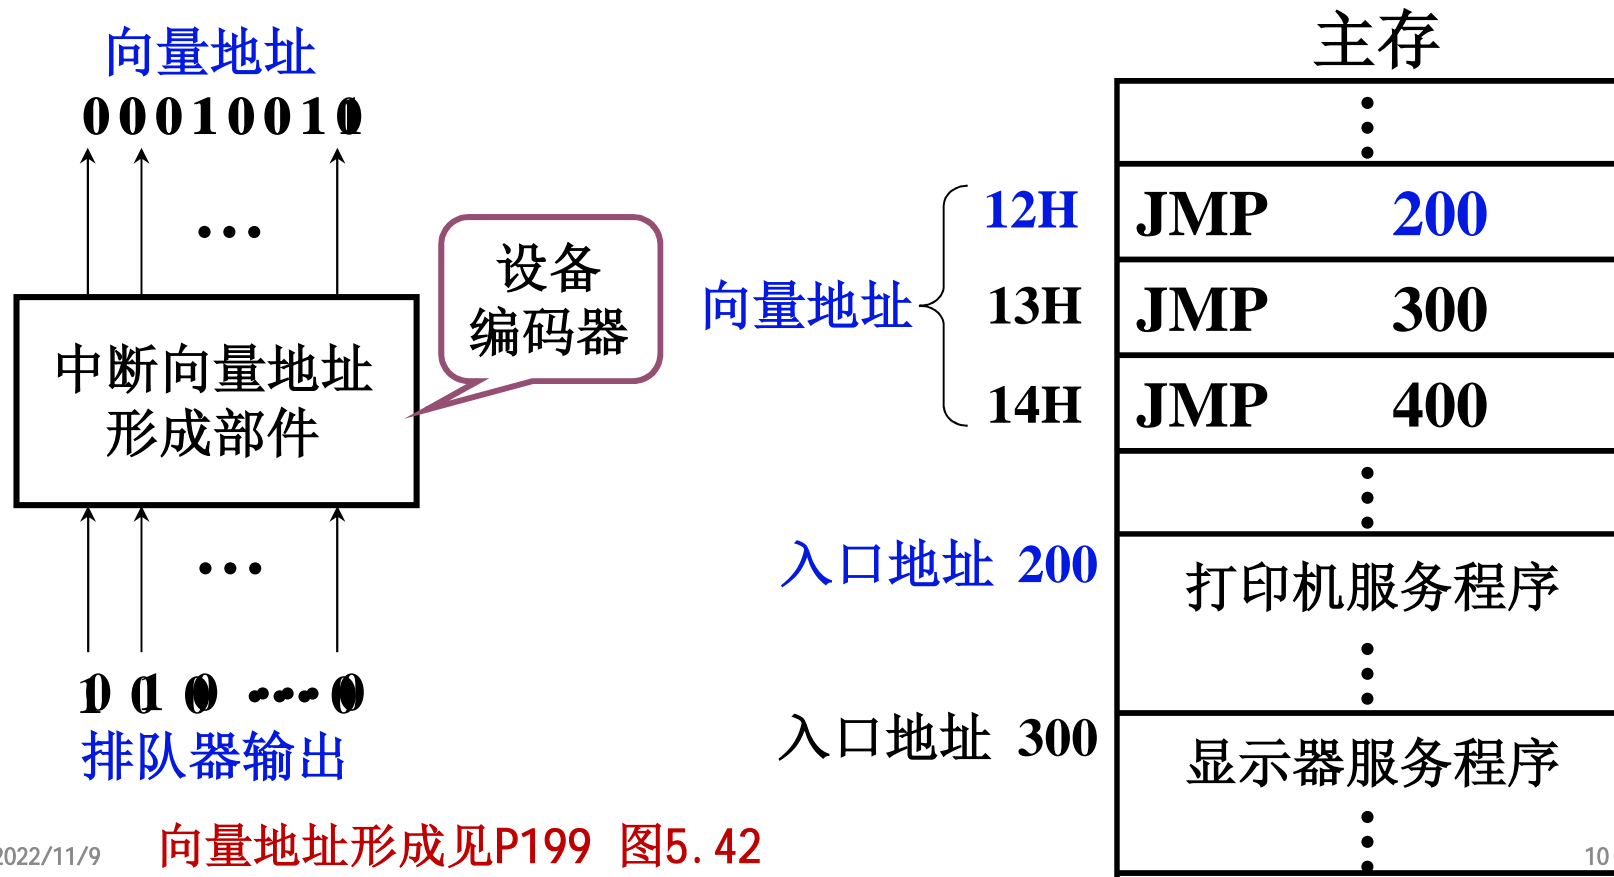 向量地址
0001001
中断向量地址
形成部件
设备
编码器
…
排队器输出
向量地址形成见P199 图5.42
2022/11/9
主存
向量地址
12H JMP 200
13H JMP 300
14H JMP 400
入口地址 200
打印机服务程序
入口地址 300
显示器服务程序
10